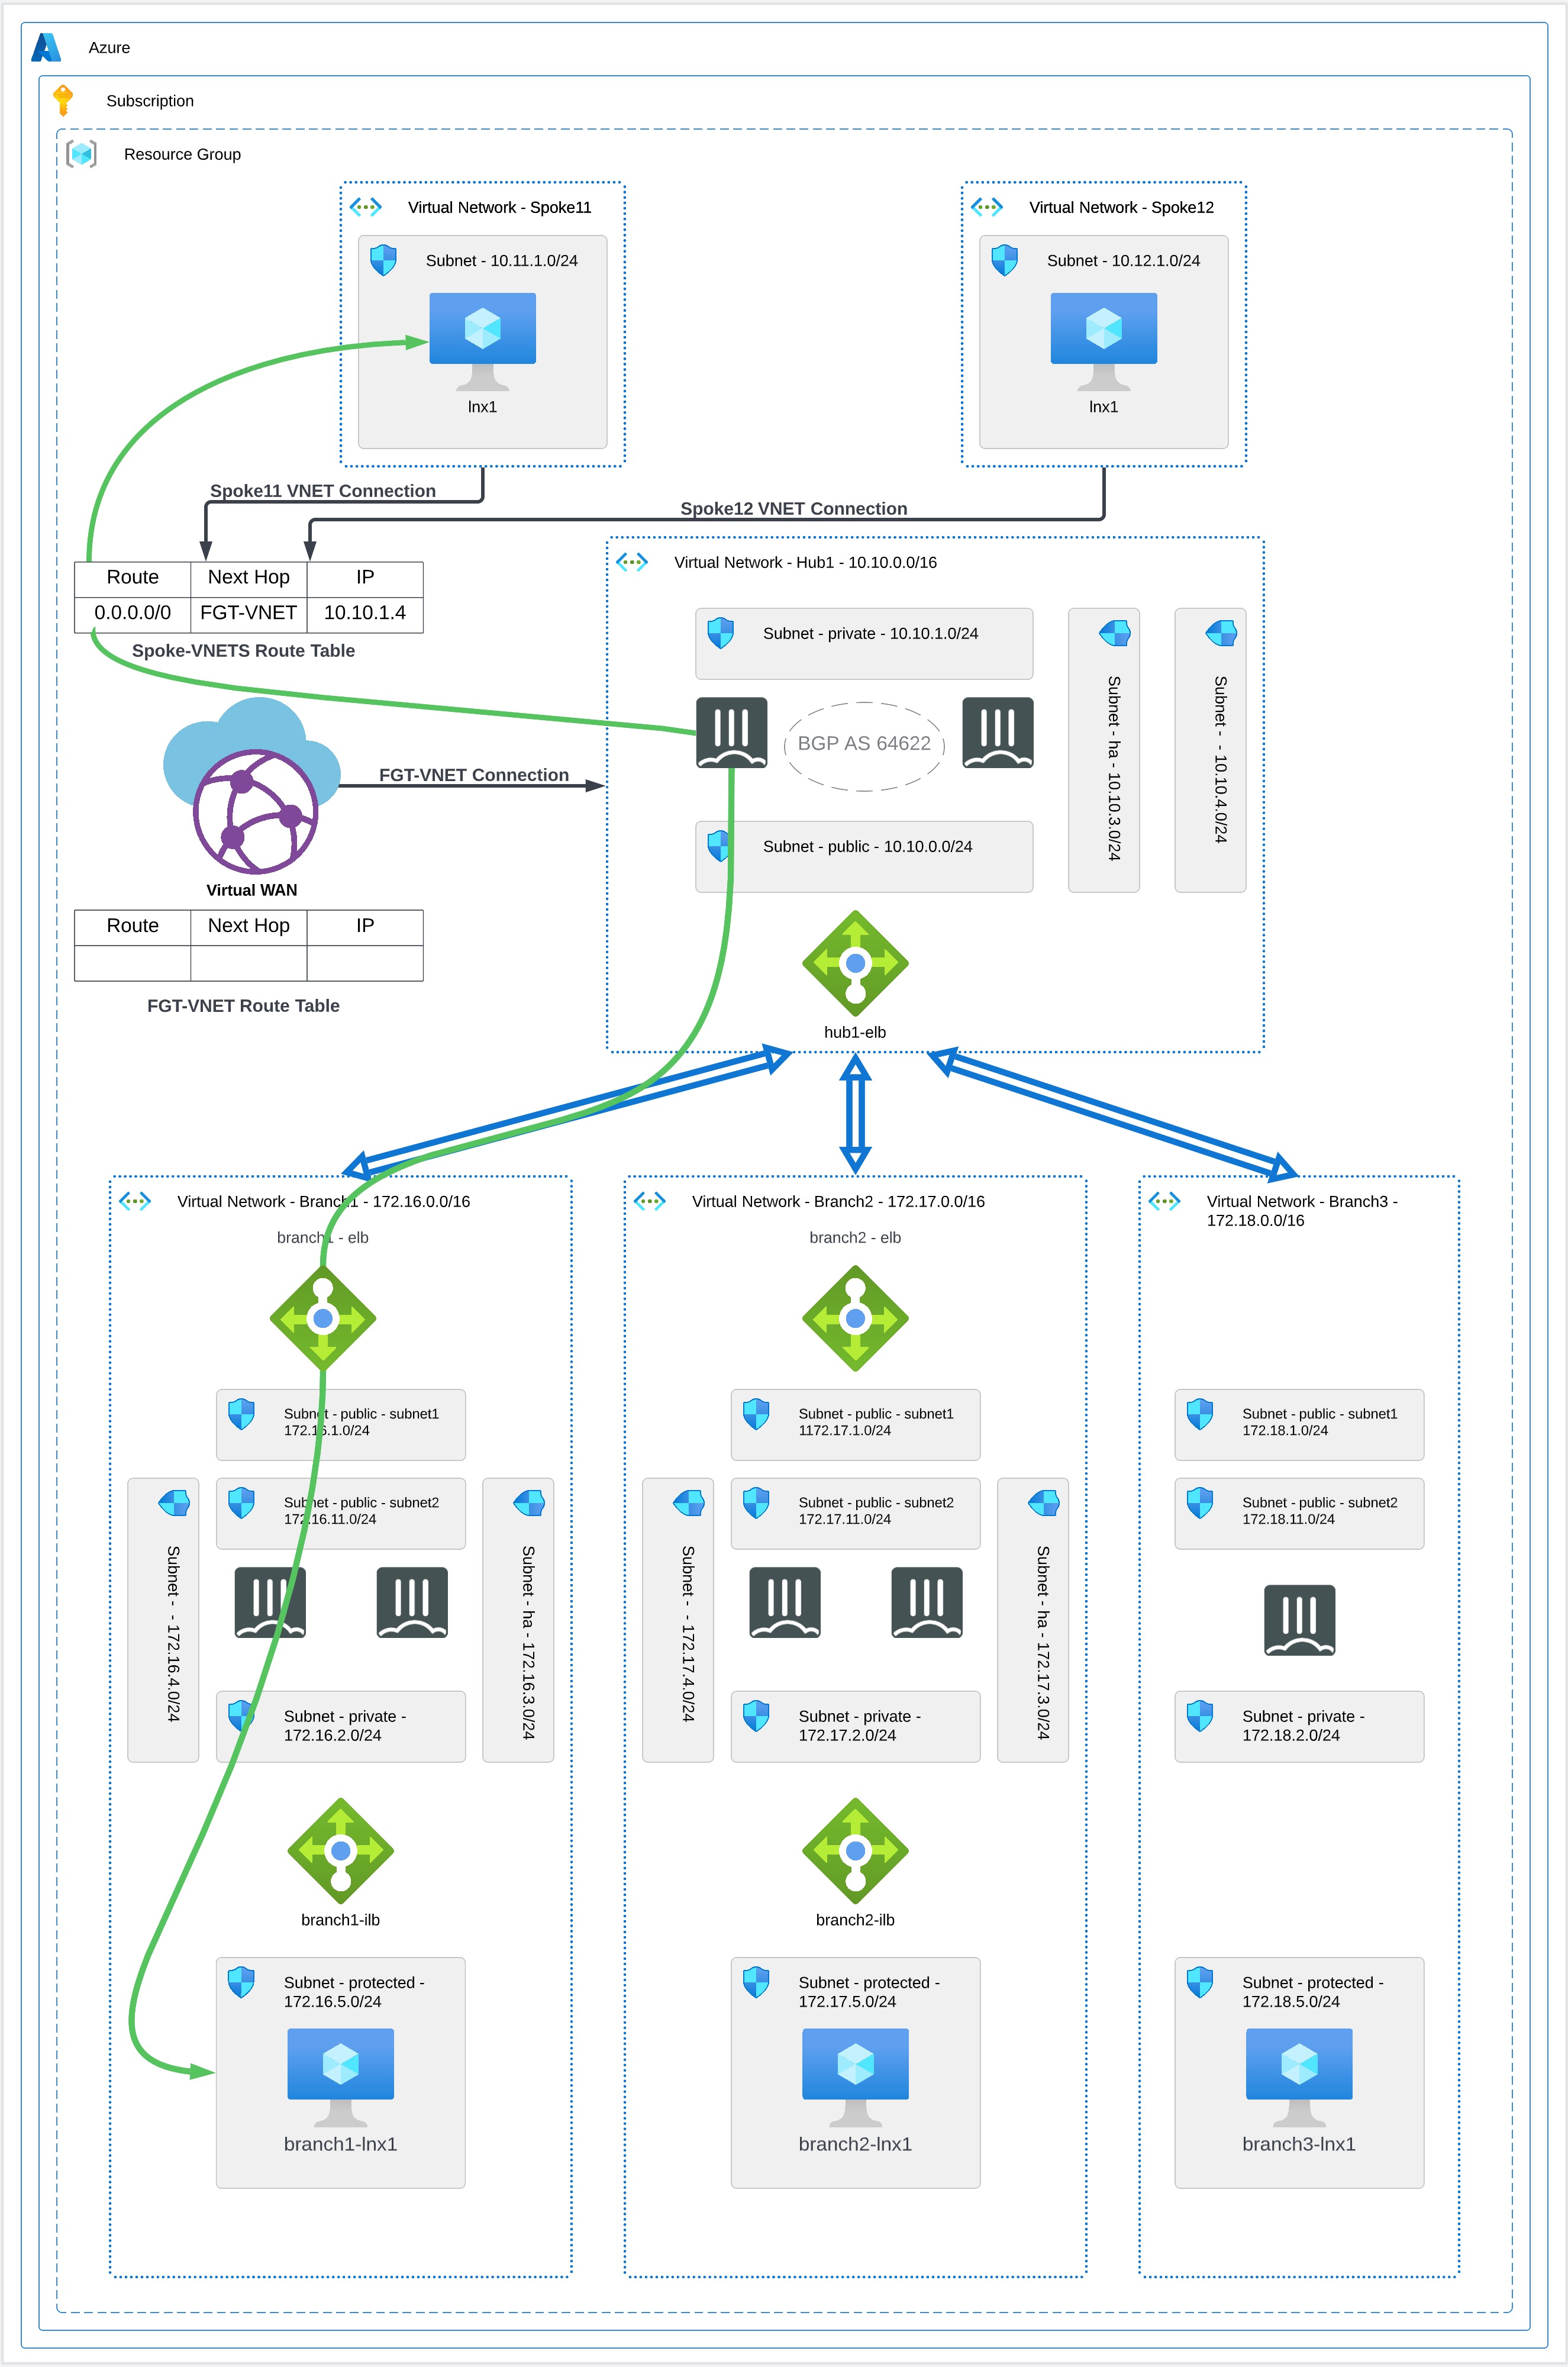 Azure
Subscription
Resource Group
Virtual Network - Spoke11
Subnet - 10.11.1.0/24
lnx1
Virtual Network - Spoke12
Subnet - 10.12.1.0/24
lnx1
Spoke11 VNET Connection
Spoke12 VNET Connection
Route Next Hop IP
0.0.0.0/0 FGT-VNET 10.10.1.4
Spoke-VNETS Route Table
Virtual Network - Hub1 - 10.10.0.0/16
Subnet - private - 10.10.1.0/24
BGP AS 64622
Subnet - public - 10.10.0.0/24
Subnet - ha - 10.10.3.0/24
Subnet - - 10.10.4.0/24
hub1-elb
FGT-VNET Connection
Virtual WAN
Route Next Hop IP
FGT-VNET Route Table
Virtual Network - Branch1 - 172.16.0.0/16
branch1 - elb
Subnet - public - subnet1
172.16.1.0/24
Subnet - public - subnet2
172.16.11.0/24
Subnet - - 172.16.4.0/24
Subnet - ha - 172.16.3.0/24
Subnet - private -
172.16.2.0/24
branch1-ilb
Subnet - protected -
172.16.5.0/24
branch1-lnx1
Virtual Network - Branch2 - 172.17.0.0/16
branch2 - elb
Subnet - public - subnet1
1172.17.1.0/24
Subnet - public - subnet2
172.17.11.0/24
Subnet - - 172.17.4.0/24
Subnet - ha - 172.17.3.0/24
Subnet - private -
172.17.2.0/24
branch2-ilb
Subnet - protected -
172.17.5.0/24
branch2-lnx1
Virtual Network - Branch3 -
172.18.0.0/16
Subnet - public - subnet1
172.18.1.0/24
Subnet - public - subnet2
172.18.11.0/24
Subnet - private -
172.18.2.0/24
Subnet - protected -
172.18.5.0/24
branch3-lnx1